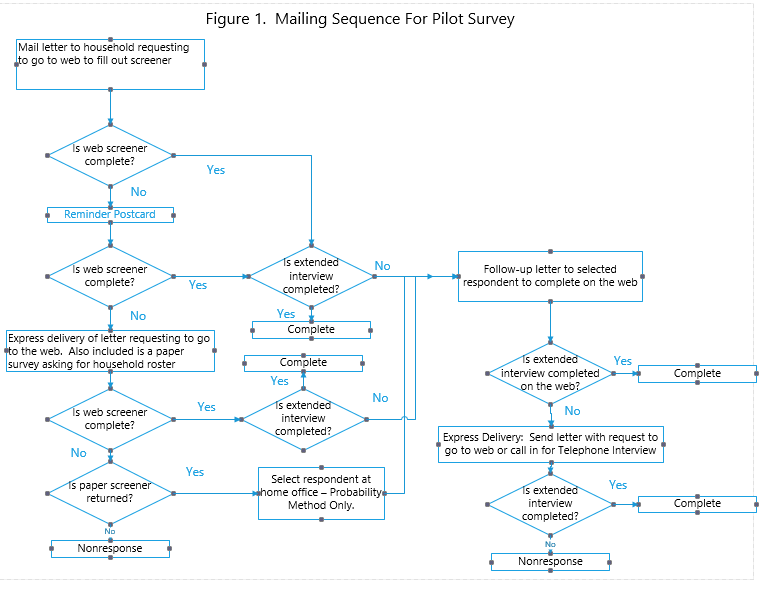 Figure 1.  Mailing Sequence For Pilot Survey
Mail letter to household requesting
to go to web to fill out screener
Is web screener
complete?
Yes
No
Reminder Postcard
Is web screener
complete?
Yes
No
Is extended
interview
completed?
No
Yes
Complete
Express delivery of letter requesting to go
to the web.  Also included is a paper
survey asking for household roster
Complete
Yes
Is web screener
complete?
Yes
No
Is extended
interview
completed?
No
Is paper screener
returned?
Yes
No
Nonresponse
Select respondent at
home office – Probability
Method Only.
Follow-up letter to selected
respondent to complete on the web
Is extended
interview completed
on the web?
Yes
Complete
No
Express Delivery:  Send letter with request to
go to web or call in for Telephone Interview
Is extended
interview
completed?
Yes
Complete
No
Nonresponse